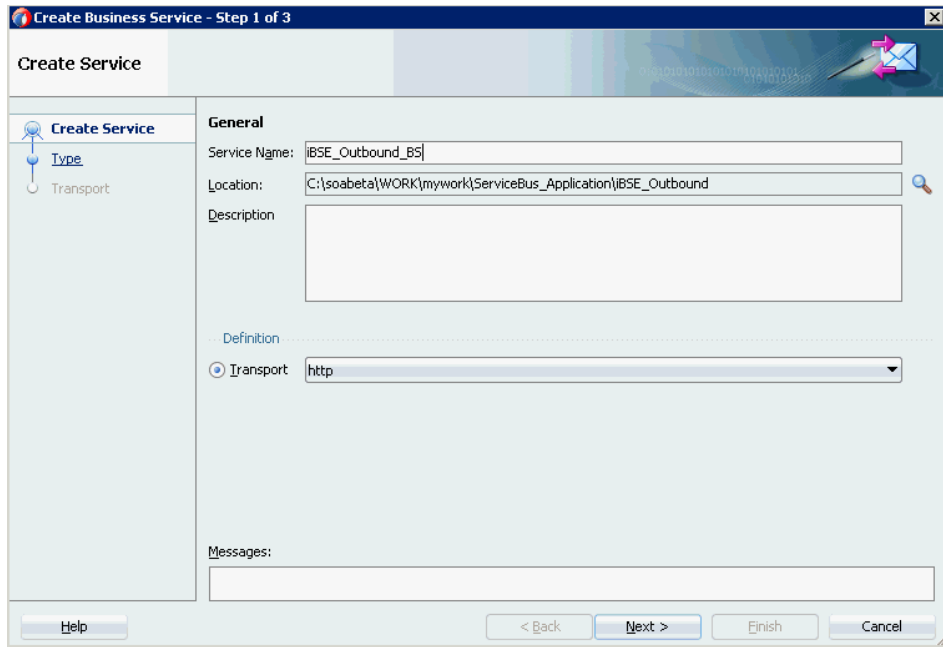 Create Business Service - Step 1 of 3
Create Service
Create Service
Type
Transport
General
Service Name: iBSE_Outbound_BS
Location: C:\soabeta\WORK\mywork\ServiceBus_Application\iBSE_Outbound
Description
Definition
Transport http
Messages:
Help < Back Next > Finish Cancel